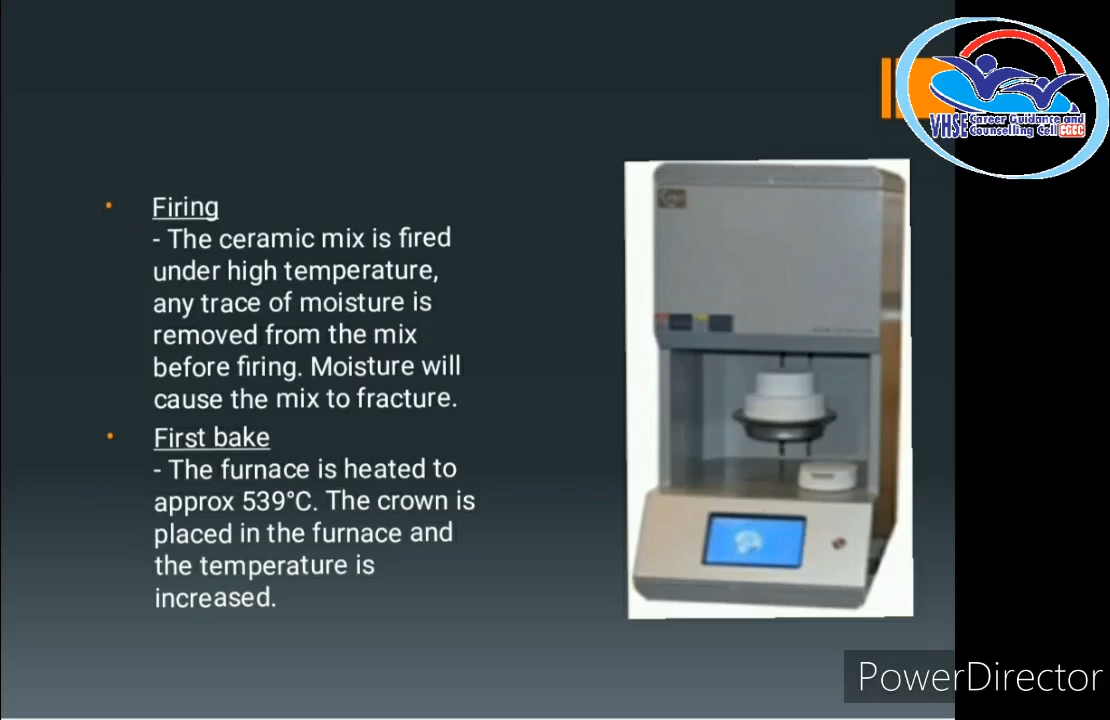 VHSE Career Guidance and
Counselling Cell CGCC
Firing
- The ceramic mix is fired
under high temperature,
any trace of moisture is
removed from the mix
before firing. Moisture will
cause the mix to fracture.
First bake
- The furnace is heated to
approx 539°C. The crown is
placed in the furnace and
the temperature is
increased.
PowerDirector